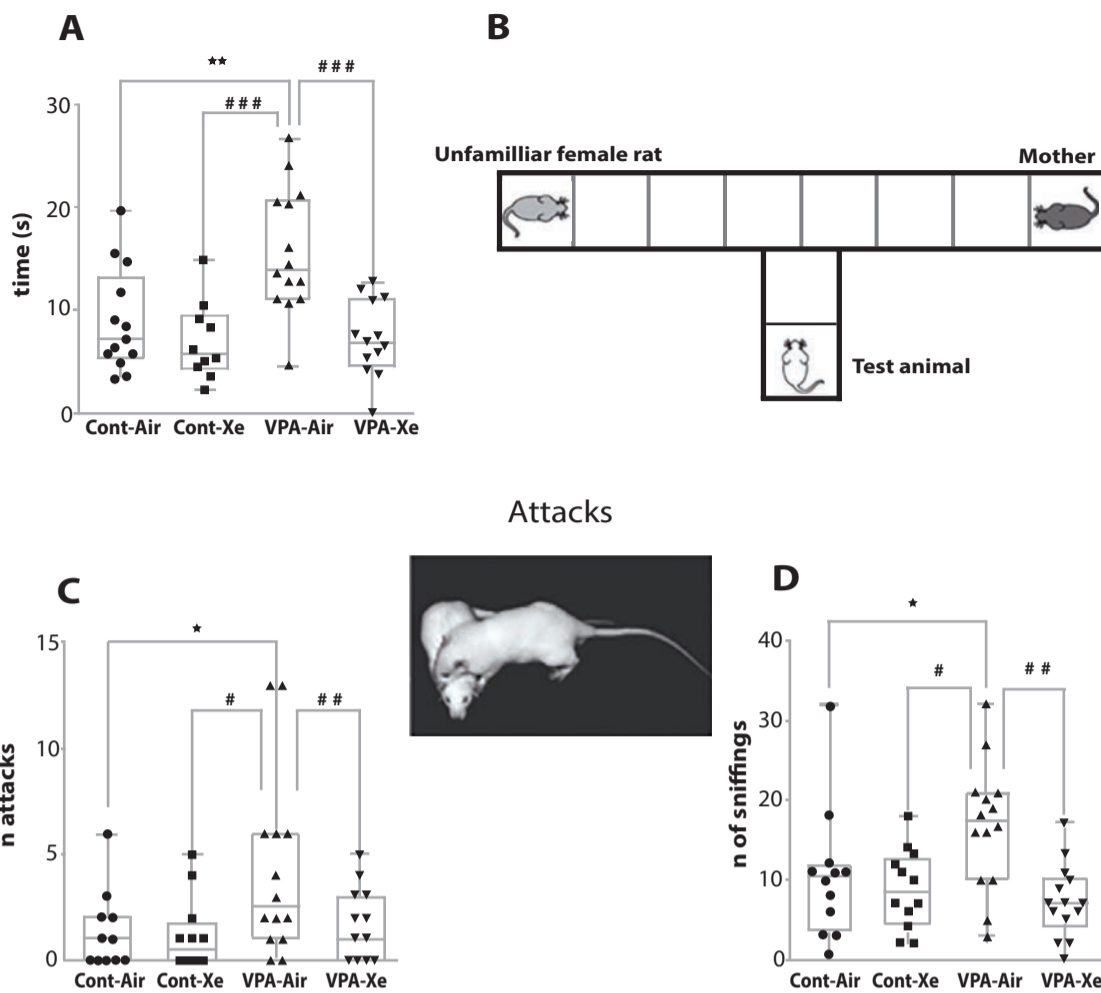 A
B
★★
# # #
# # #
30
20
10
0
time (s)
Cont-Air Cont-Xe VPA-Air VPA-Xe
Unfamilliar female rat
Mother
Test animal
Attacks
C
★
#
# #
15
10
5
0
n attacks
Cont-Air Cont-Xe VPA-Air VPA-Xe
D
★
#
# #
40
30
20
10
0
n of sniffings
Cont-Air Cont-Xe VPA-Air VPA-Xe